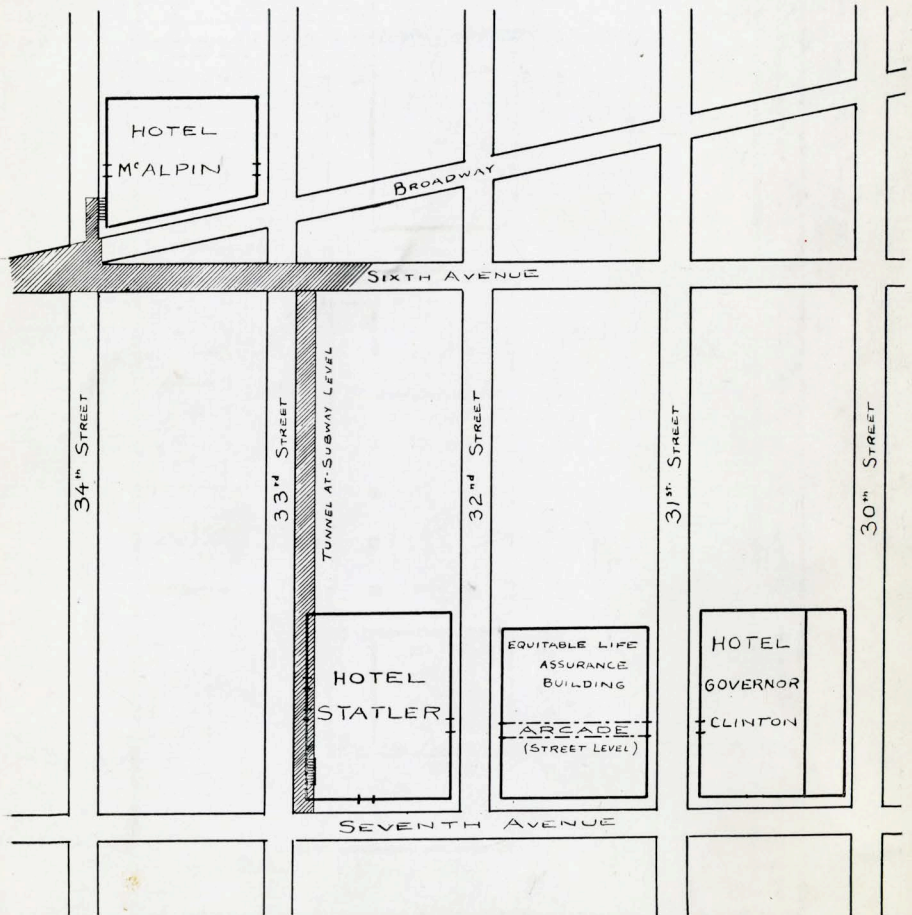 HOTEL
McALPIN
BROADWAY
SIXTH AVENUE
34th STREET
33rd STREET
TUNNEL AT SUBWAY LEVEL
32nd STREET
31st STREET
30th STREET
HOTEL
STATLER
EQUITABLE LIFE
ASSURANCE
BUILDING
ARCADE
(STREET LEVEL)
HOTEL
GOVERNOR
CLINTON
SEVENTH AVENUE